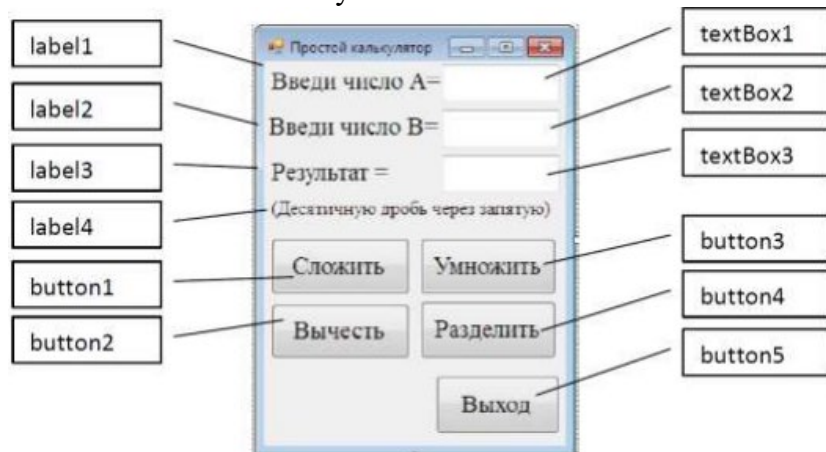 label1
label2
label3
label4
button1
button2
Простой калькулятор
Введи число A=
Введи число B=
Результат =
(Десятичную дробь через запятую)
Сложить Умножить
Вычесть Разделить
Выход
textBox1
textBox2
textBox3
button3
button4
button5